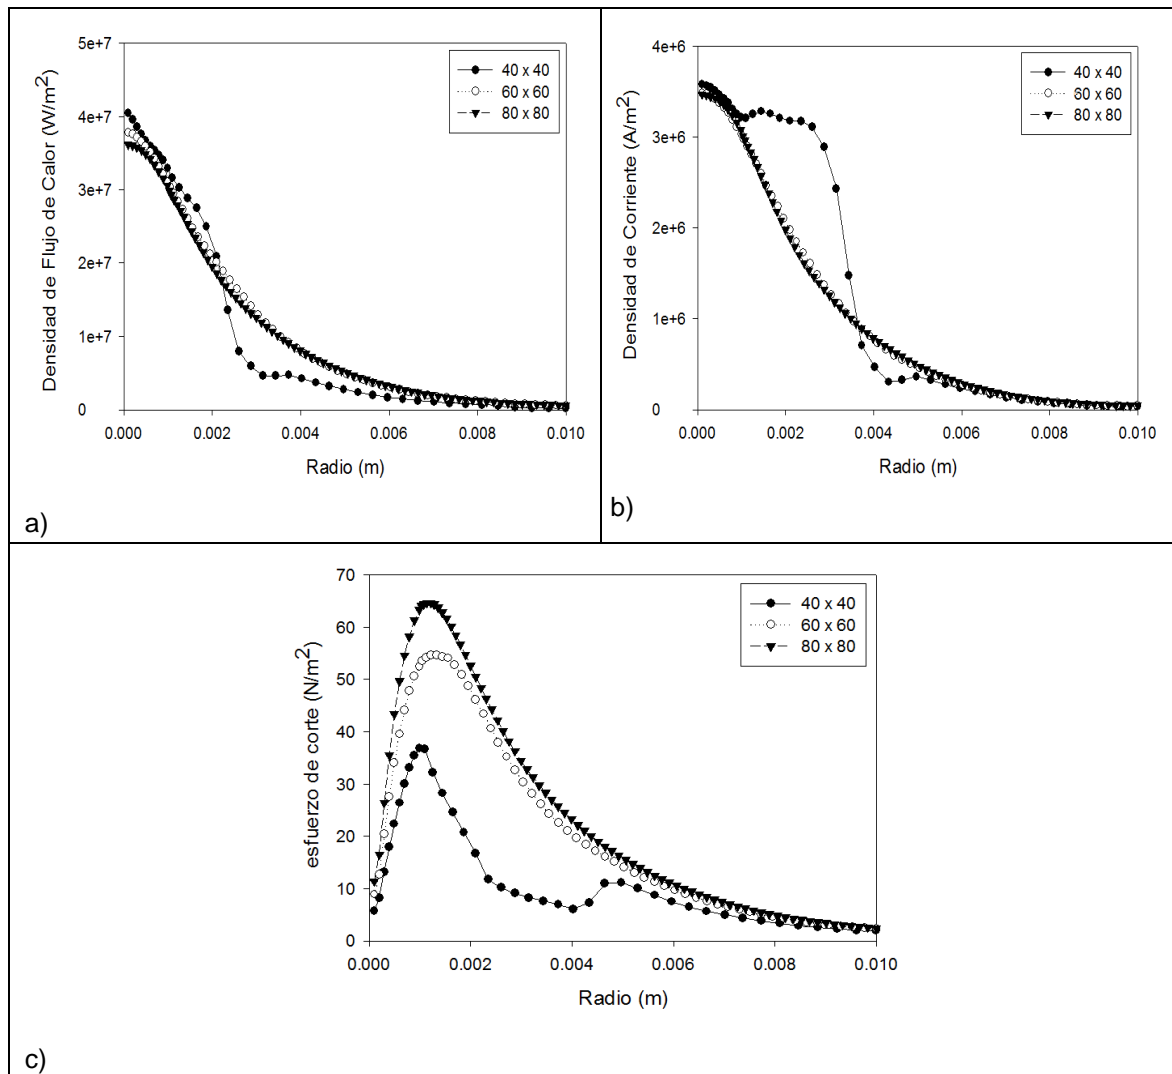 5e+7
4e+7
3e+7
2e+7
1e+7
0
Densidad de Flujo de Calor (W/m²)
40 x 40
60 x 60
80 x 80
0.000 0.002 0.004 0.006 0.008 0.010
Radio (m)
a)
4e+6
3e+6
2e+6
1e+6
0
Densidad de Corriente (A/m²)
40 x 40
60 x 60
80 x 80
0.000 0.002 0.004 0.006 0.008 0.010
Radio (m)
b)
70
60
50
40
30
20
10
0
esfuerzo de corte (N/m²)
40 x 40
60 x 60
80 x 80
0.000 0.002 0.004 0.006 0.008 0.010
Radio (m)
c)